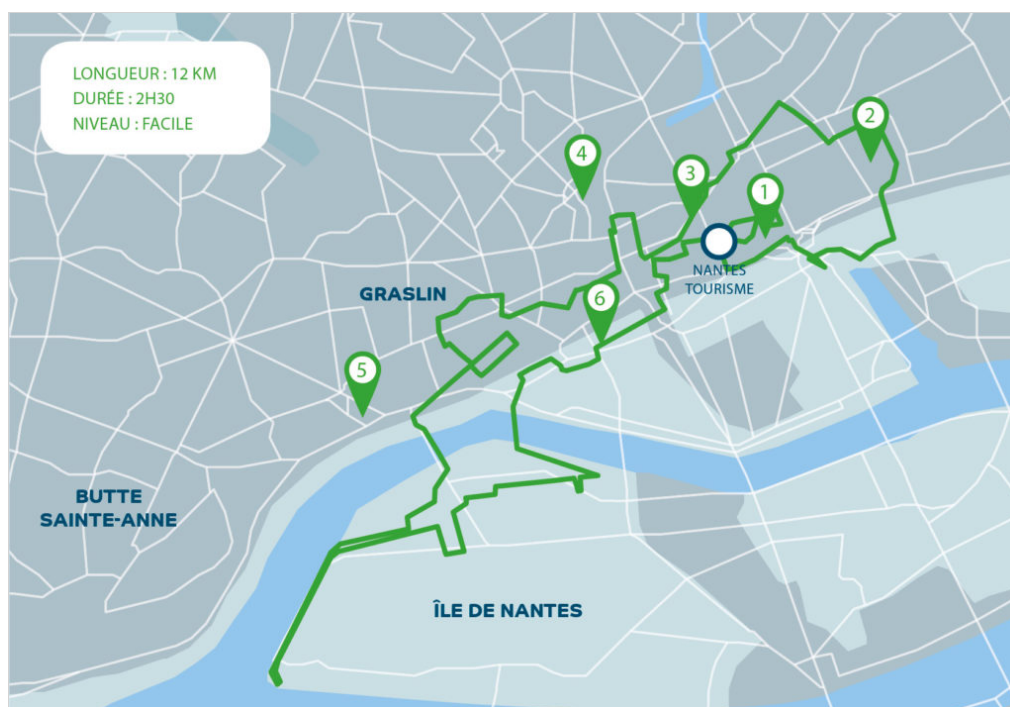 LONGUEUR : 12 KM
DURÉE : 2H30
NIVEAU : FACILE
2
4
3
1
NANTES
TOURISME
GRASLIN
6
5
BUTTE
SAINTE-ANNE
ÎLE DE NANTES